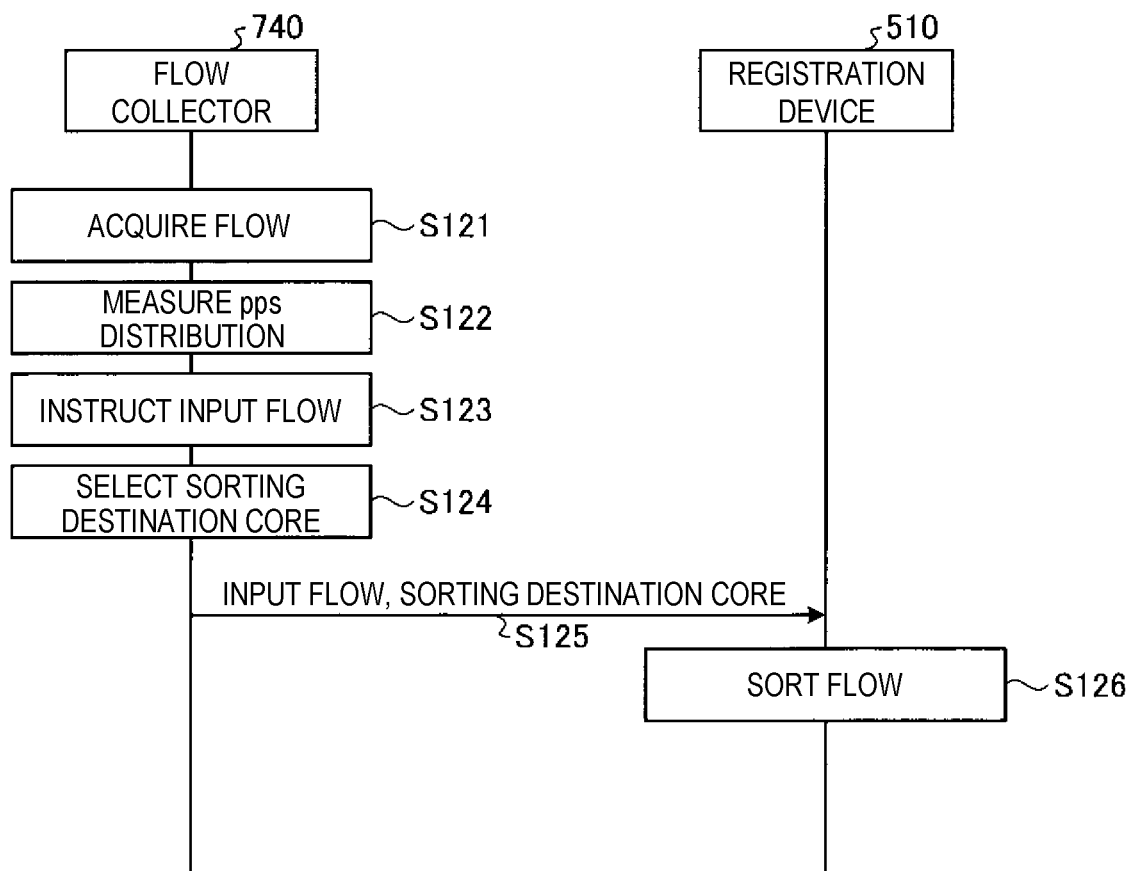 740
FLOW
COLLECTOR
510
REGISTRATION
DEVICE
ACQUIRE FLOW
S121
MEASURE pps
DISTRIBUTION
S122
INSTRUCT INPUT FLOW
S123
SELECT SORTING
DESTINATION CORE
S124
INPUT FLOW, SORTING DESTINATION CORE
S125
SORT FLOW
S126